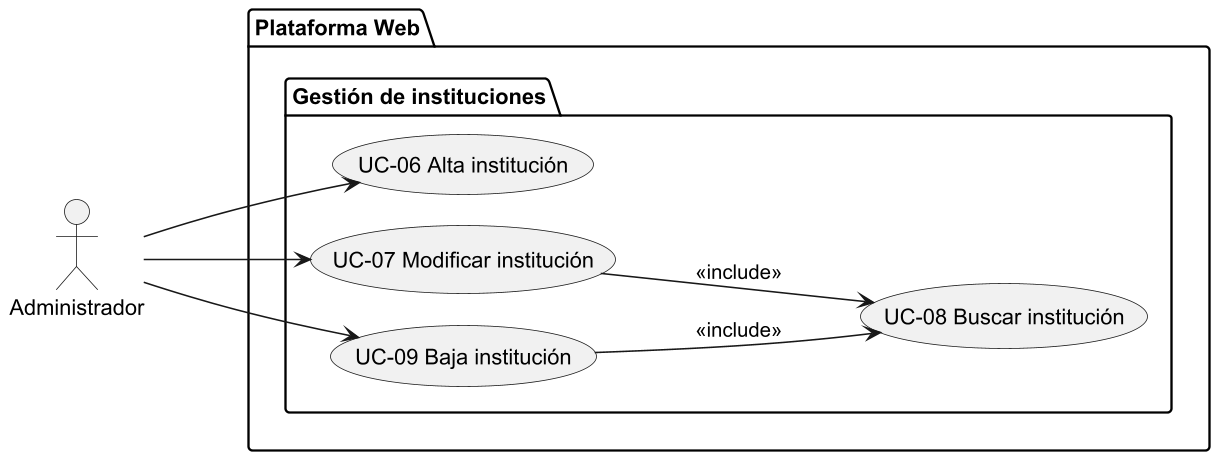 Plataforma Web
Gestión de instituciones
UC-06 Alta institución
UC-07 Modificar institución
«include»
UC-08 Buscar institución
«include»
UC-09 Baja institución
Administrador